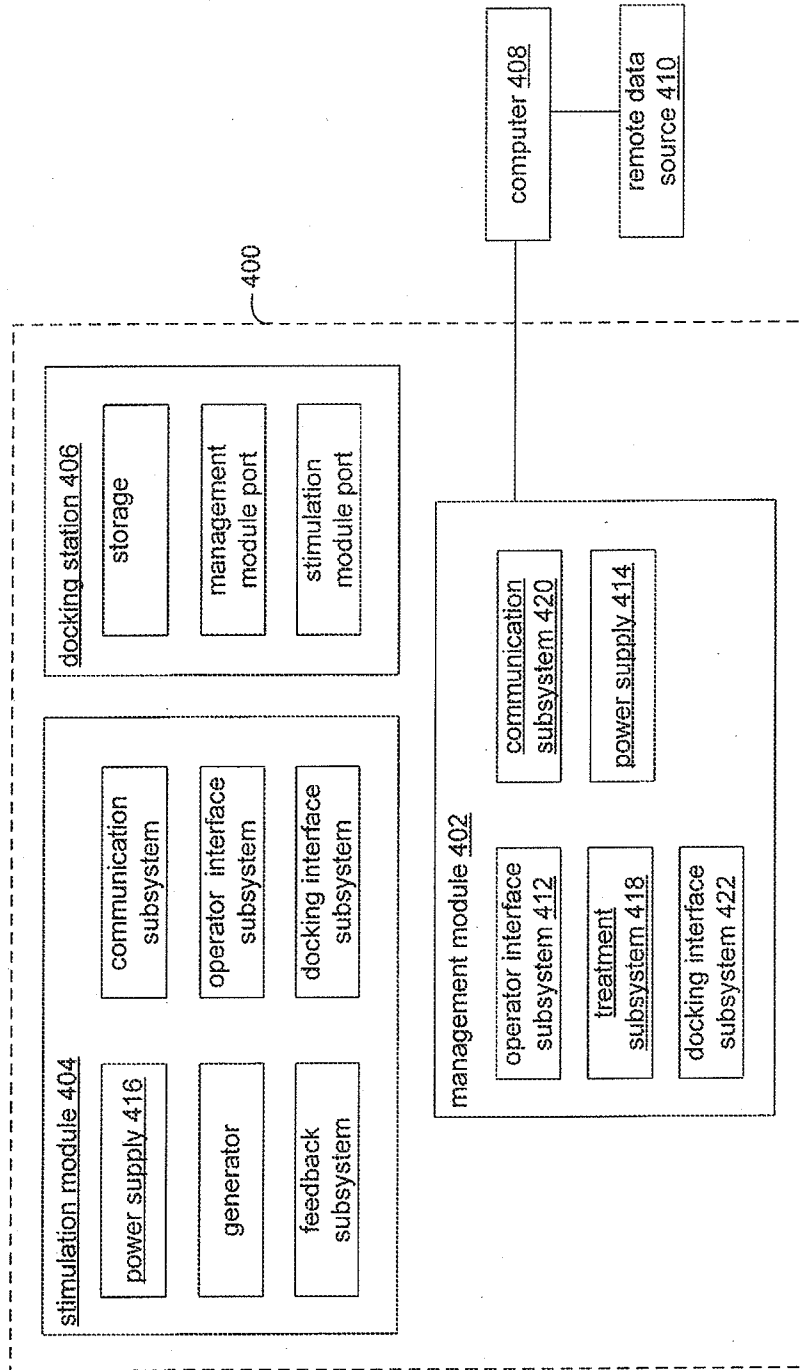 400
stimulation module 404
power supply 416
generator
feedback
subsystem
communication
subsystem
operator interface
subsystem
docking interface
subsystem
docking station 406
storage
management
module port
stimulation
module port
management module 402
operator interface
subsystem 412
treatment
subsystem 418
docking interface
subsystem 422
communication
subsystem 420
power supply 414
computer 408
remote data
source 410